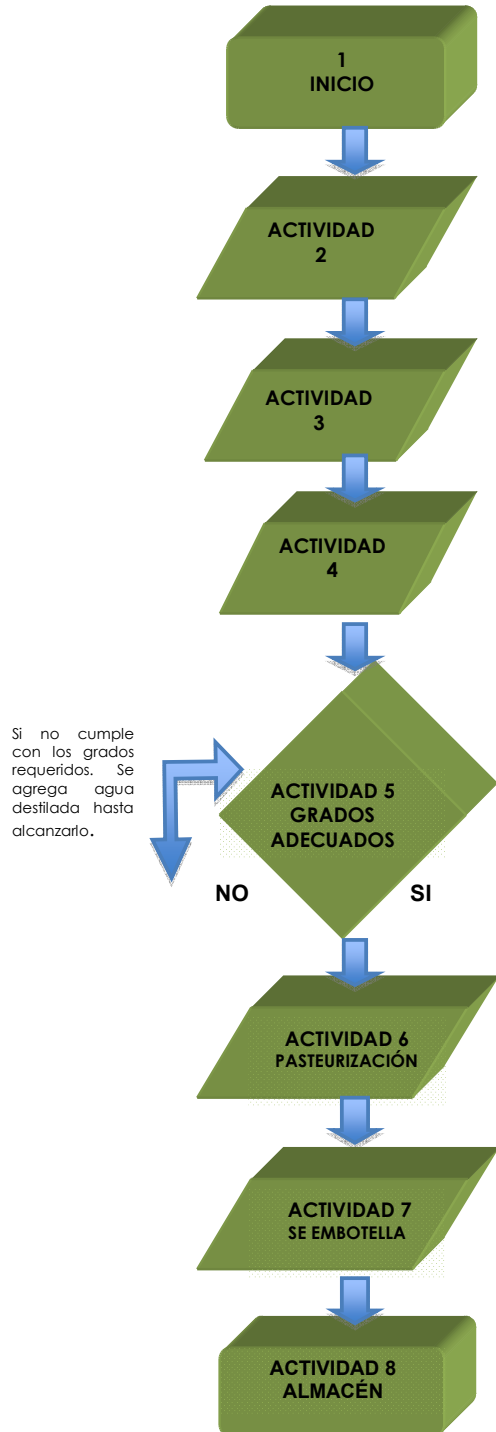 1
INICIO
ACTIVIDAD
2
ACTIVIDAD
3
ACTIVIDAD
4
Si no cumple
con los grados
requeridos. Se
agrega agua
destilada hasta
alcanzarlo.
ACTIVIDAD 5
GRADOS
ADECUADOS
NO SI
ACTIVIDAD 6
PASTEURIZACIÓN
ACTIVIDAD 7
SE EMBOTELLA
ACTIVIDAD 8
ALMACÉN